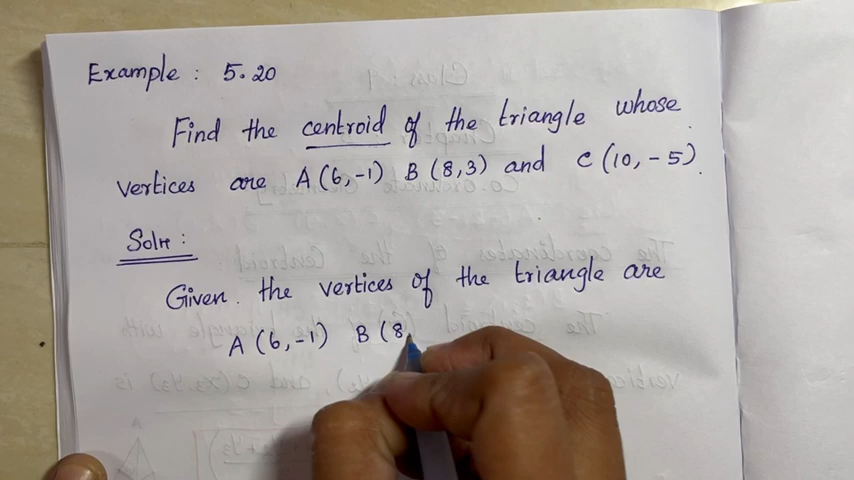 Example : 5.20
Find the centroid of the triangle whose
vertices are A(6,-1) B(8,3) and C(10,-5).
Soln :
Given. the vertices of the triangle are
A(6,-1) B(8,